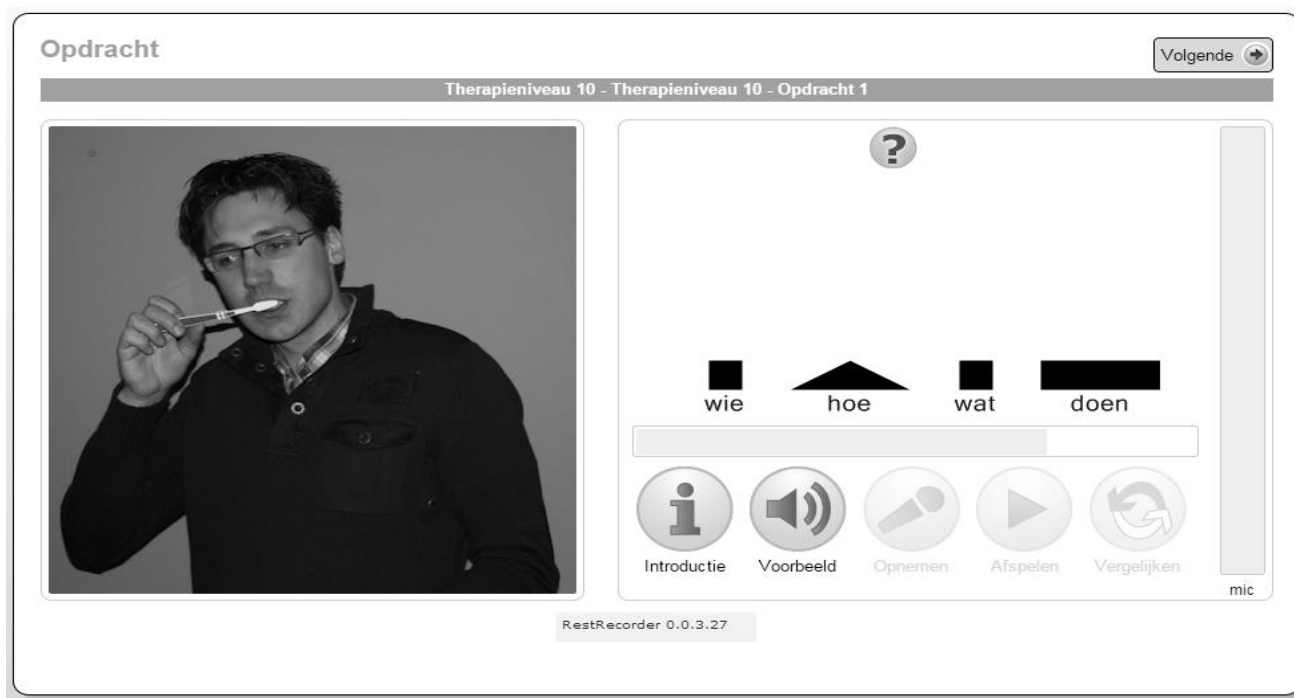 Opdracht
Volgende
Therapieniveau 10 - Therapieniveau 10 - Opdracht 1
?
wie hoe wat doen
Introductie Voorbeeld Opnemen Afspelen Vergelijken
mic
RestRecorder 0.0.3.27